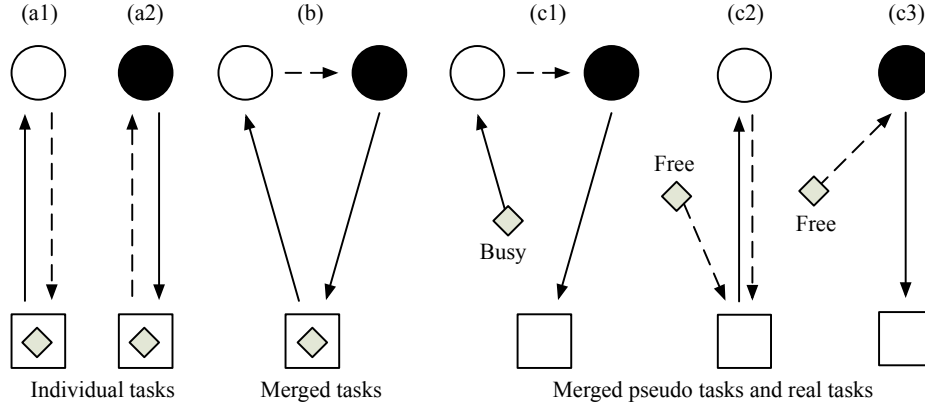 (a1) (a2) (b) (c1) (c2) (c3)
Free
Free
Busy
Individual tasks Merged tasks Merged pseudo tasks and real tasks